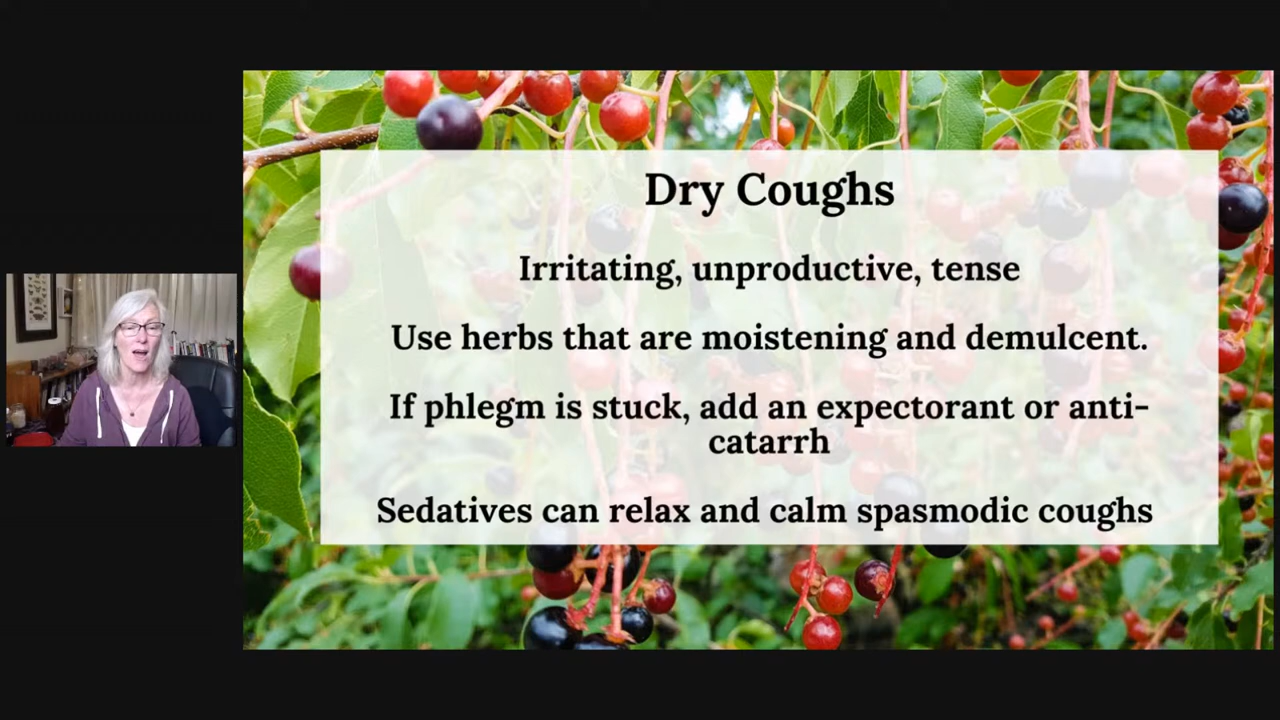 Dry Coughs
Irritating, unproductive, tense
Use herbs that are moistening and demulcent.
If phlegm is stuck, add an expectorant or anti-
catarrh
Sedatives can relax and calm spasmodic coughs